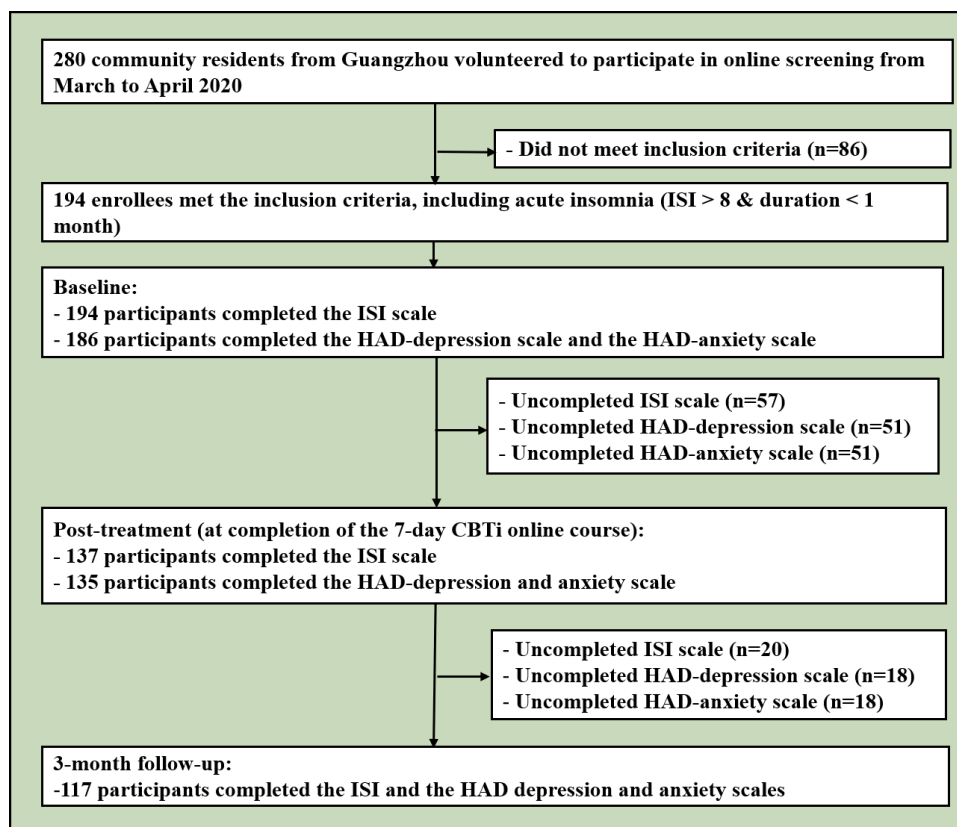 280 community residents from Guangzhou volunteered to participate in online screening from
March to April 2020
- Did not meet inclusion criteria (n=86)
194 enrollees met the inclusion criteria, including acute insomnia (ISI > 8 & duration < 1
month)
Baseline:
- 194 participants completed the ISI scale
- 186 participants completed the HAD-depression scale and the HAD-anxiety scale
- Uncompleted ISI scale (n=57)
- Uncompleted HAD-depression scale (n=51)
- Uncompleted HAD-anxiety scale (n=51)
Post-treatment (at completion of the 7-day CBTi online course):
- 137 participants completed the ISI scale
- 135 participants completed the HAD-depression and anxiety scale
- Uncompleted ISI scale (n=20)
- Uncompleted HAD-depression scale (n=18)
- Uncompleted HAD-anxiety scale (n=18)
3-month follow-up:
-117 participants completed the ISI and the HAD depression and anxiety scales